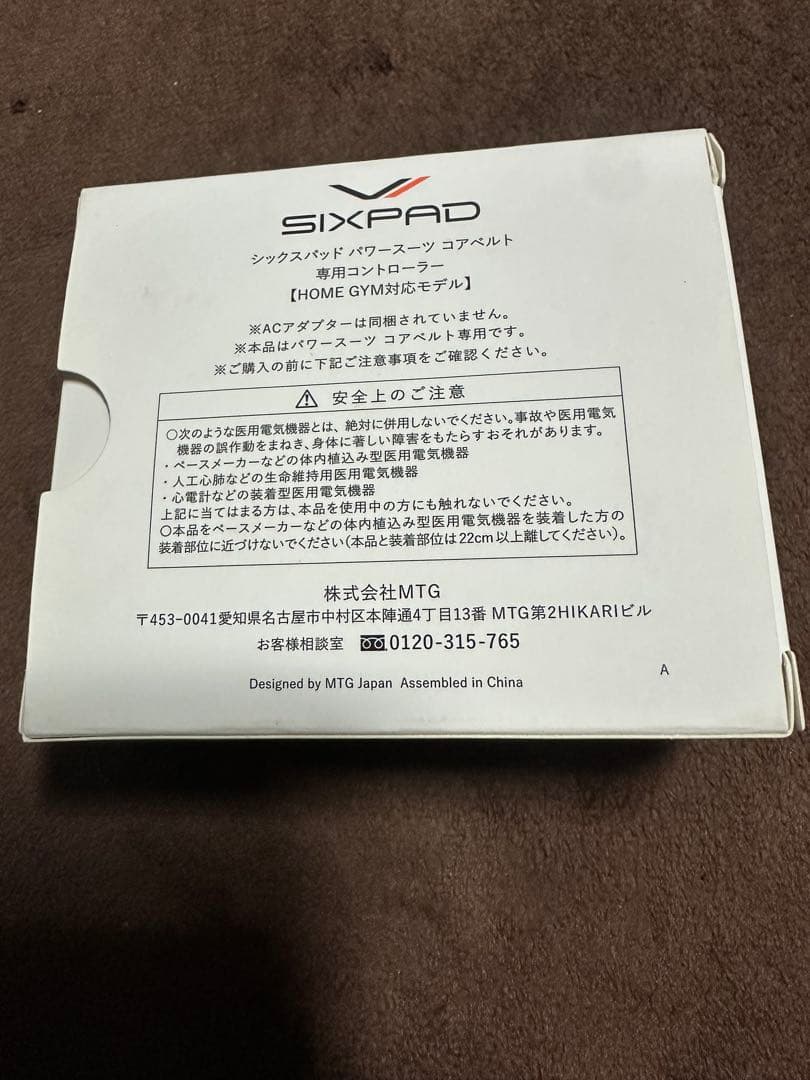 SIXPAD
シックスパッド パワースーツ コアベルト
専用コントローラー
【HOME GYM対応モデル】
※ACアダプターは同梱されていません。
※本品はパワースーツ コアベルト専用です。
※ご購入の前に下記ご注意事項をご確認ください。
⚠ 安全上のご注意
○次のような医用電気機器とは、絶対に併用しないでください。事故や医用電気
機器の誤作動をまねき、身体に著しい障害をもたらすおそれがあります。
・ペースメーカーなどの体内植込み型医用電気機器
・人工心肺などの生命維持用医用電気機器
・心電計などの装着型医用電気機器
上記に当てはまる方は、本品を使用中の方にも触れないでください。
○本品をペースメーカーなどの体内植込み型医用電気機器を装着した方の
装着部位に近づけないでください(本品と装着部位は22cm以上離してください)。
株式会社MTG
〒453-0041愛知県名古屋市中村区本陣通4丁目13番 MTG第2HIKARIビル
お客様相談室 0120-315-765
Designed by MTG Japan Assembled in China
A